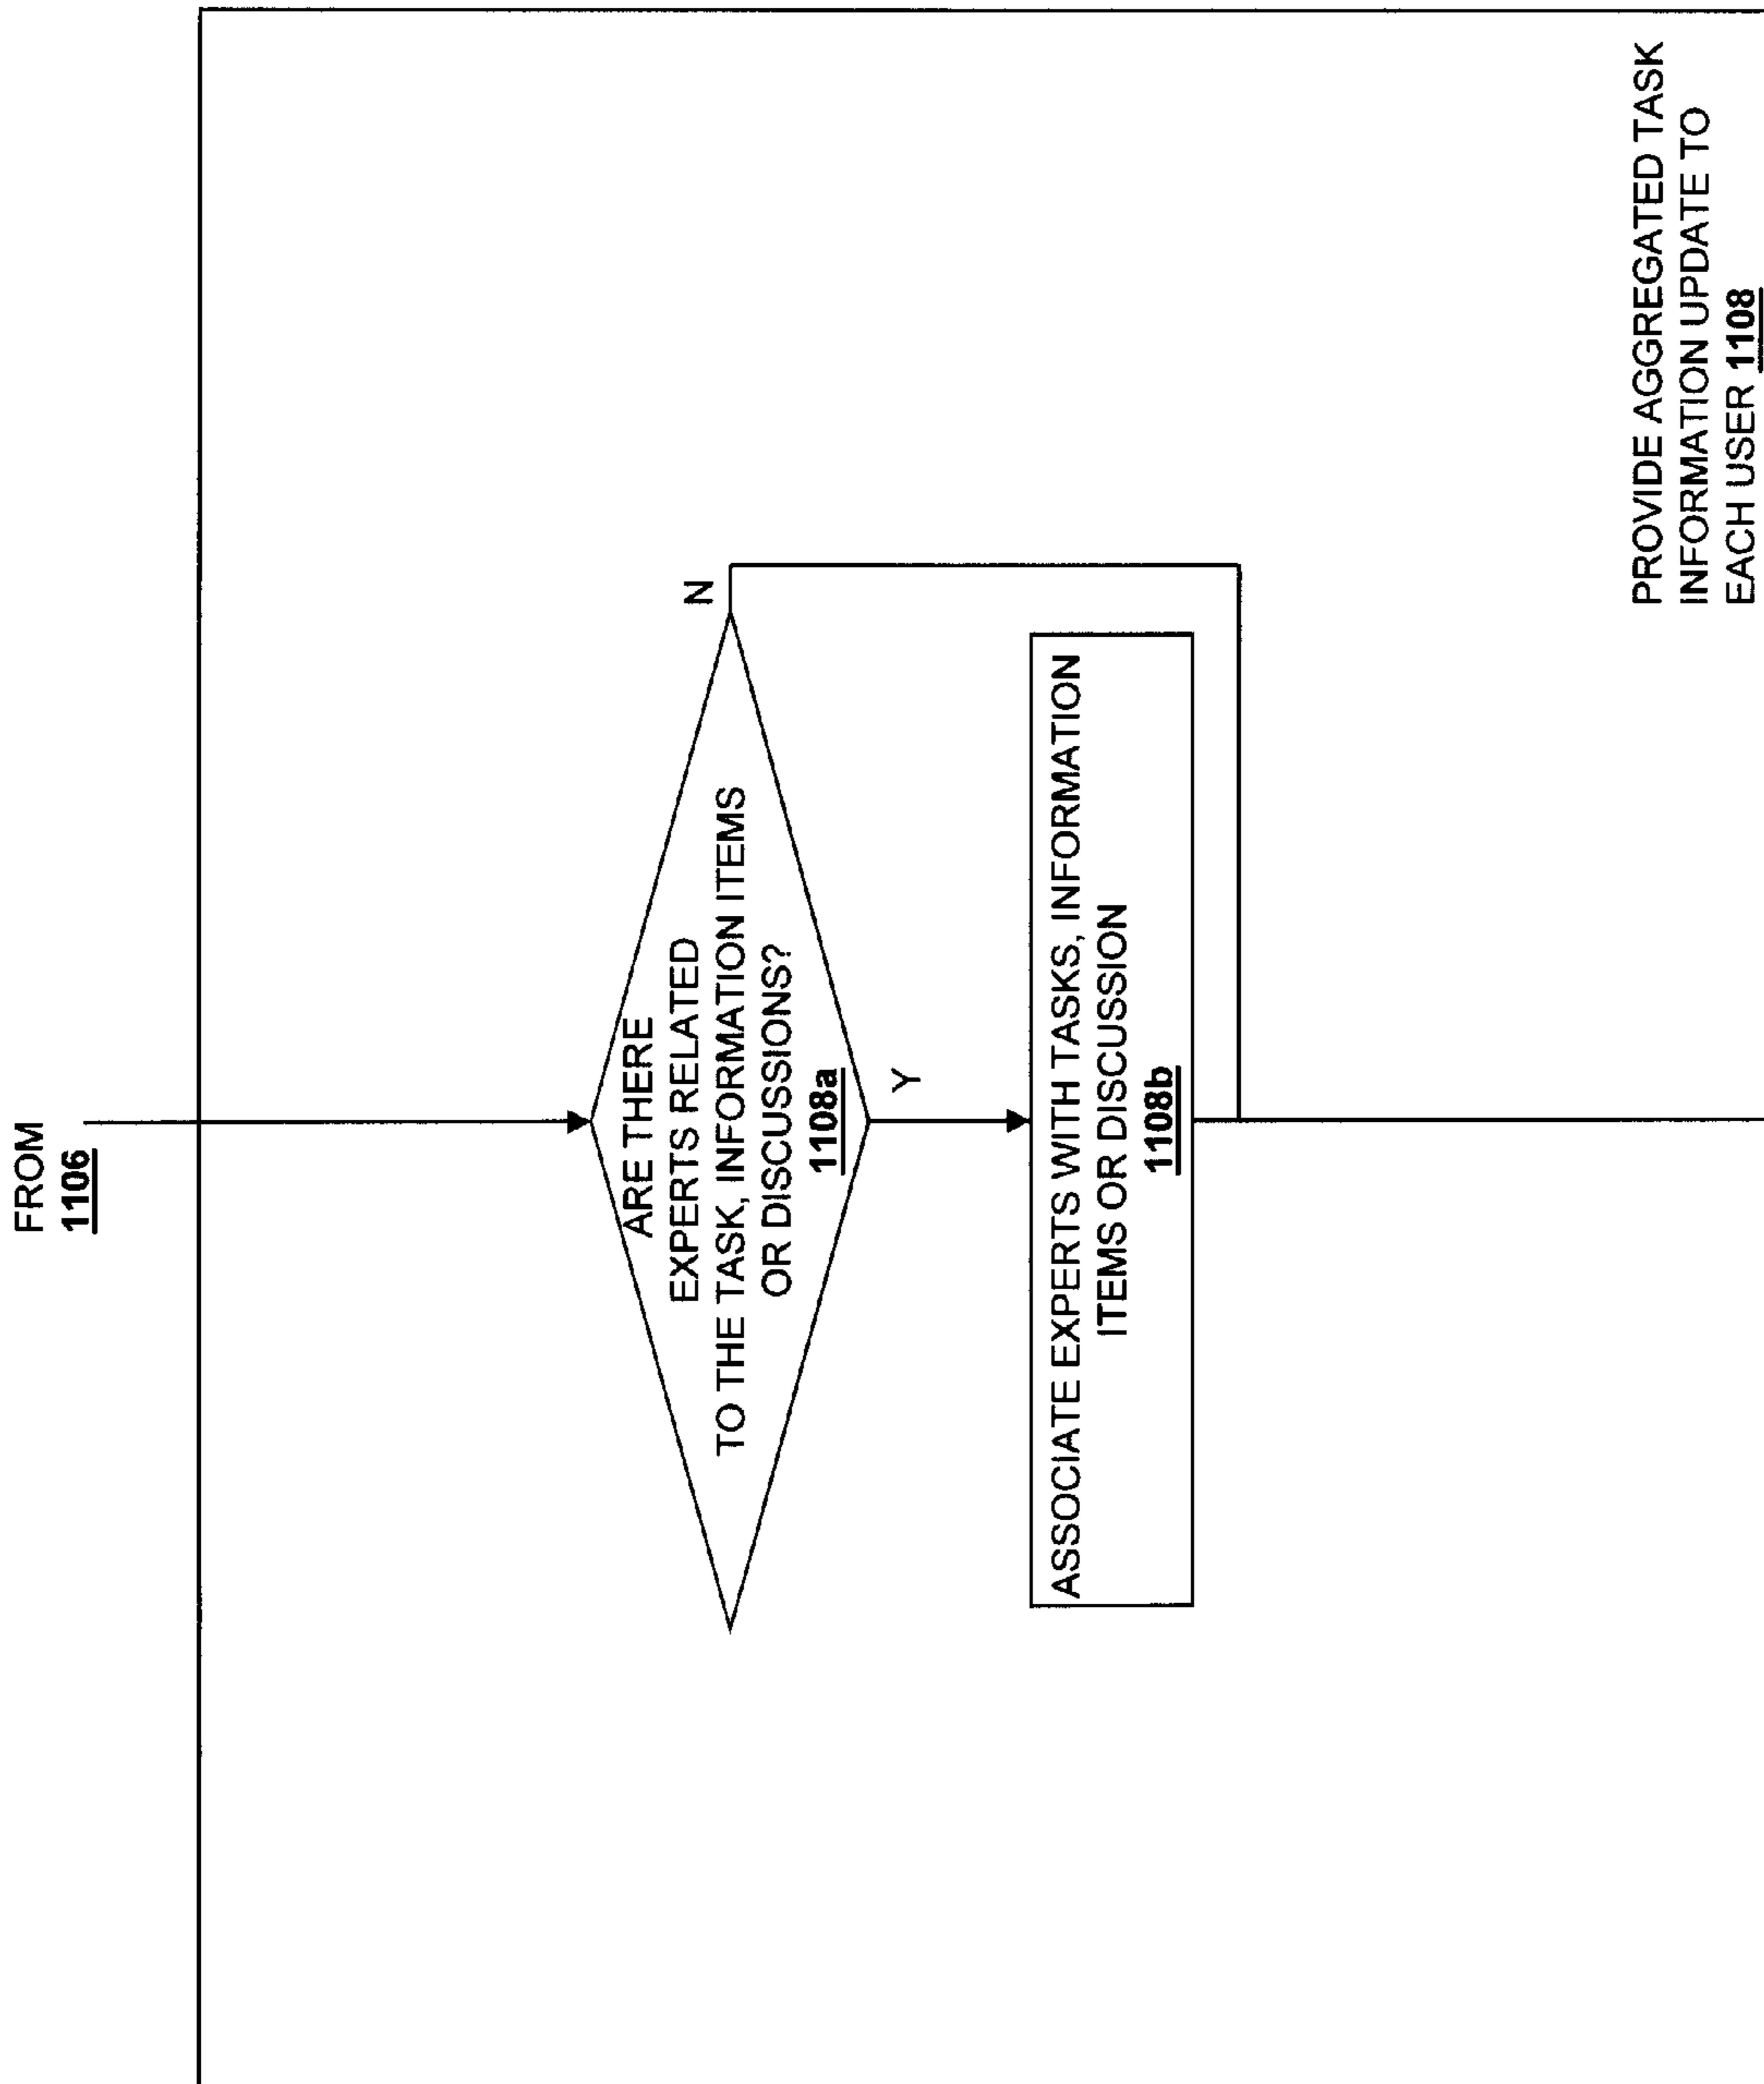 FROM
1106
ARE THERE
EXPERTS RELATED
TO THE TASK, INFORMATION ITEMS
OR DISCUSSIONS?
1108a
N
Y
ASSOCIATE EXPERTS WITH TASKS, INFORMATION
ITEMS OR DISCUSSION
1108b
PROVIDE AGGREGATED TASK
INFORMATION UPDATE TO
EACH USER 1108